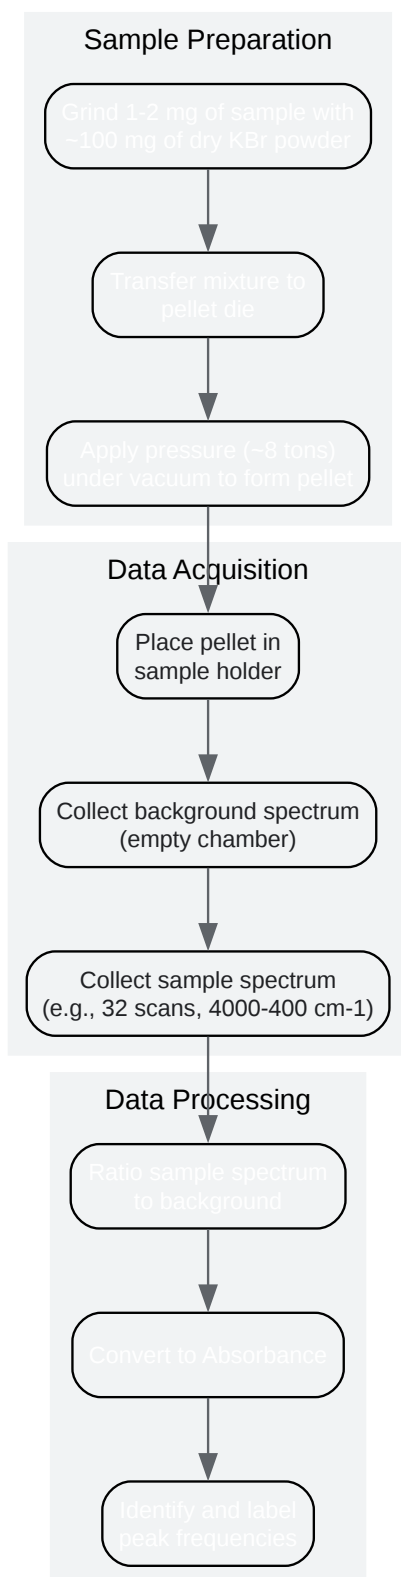 Sample Preparation
Grind 1-2 mg of sample with
~100 mg of dry KBr powder
Transfer mixture to
pellet die
Apply pressure (~8 tons)
under vacuum to form pellet
Data Acquisition
Place pellet in
sample holder
Collect background spectrum
(empty chamber)
Collect sample spectrum
(e.g., 32 scans, 4000-400 cm-1)
Data Processing
Ratio sample spectrum
to background
Convert to Absorbance
Identify and label
peak frequencies